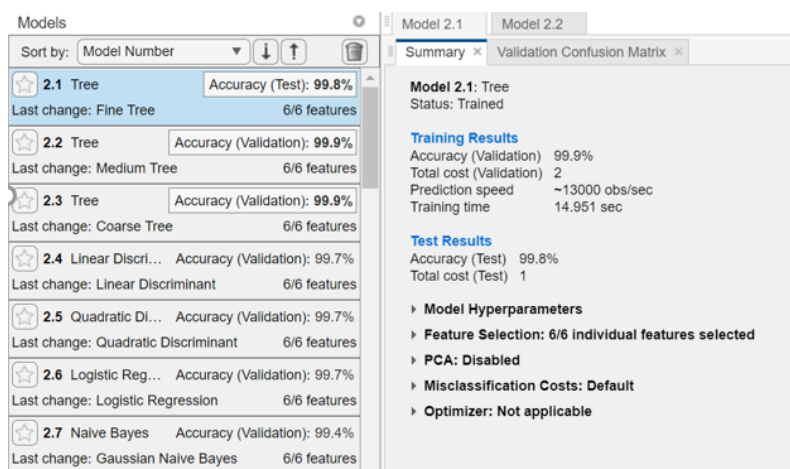 Models
Sort by: Model Number
2.1 Tree Accuracy (Test): 99.8%
Last change: Fine Tree 6/6 features
2.2 Tree Accuracy (Validation): 99.9%
Last change: Medium Tree 6/6 features
2.3 Tree Accuracy (Validation): 99.9%
Last change: Coarse Tree 6/6 features
2.4 Linear Discri... Accuracy (Validation): 99.7%
Last change: Linear Discriminant 6/6 features
2.5 Quadratic Di... Accuracy (Validation): 99.7%
Last change: Quadratic Discriminant 6/6 features
2.6 Logistic Reg... Accuracy (Validation): 99.7%
Last change: Logistic Regression 6/6 features
2.7 Naive Bayes Accuracy (Validation): 99.4%
Last change: Gaussian Naive Bayes 6/6 features
Model 2.1 Model 2.2
Summary Validation Confusion Matrix
Model 2.1: Tree
Status: Trained
Training Results
Accuracy (Validation) 99.9%
Total cost (Validation) 2
Prediction speed ~13000 obs/sec
Training time 14.951 sec
Test Results
Accuracy (Test) 99.8%
Total cost (Test) 1
Model Hyperparameters
Feature Selection: 6/6 individual features selected
PCA: Disabled
Misclassification Costs: Default
Optimizer: Not applicable